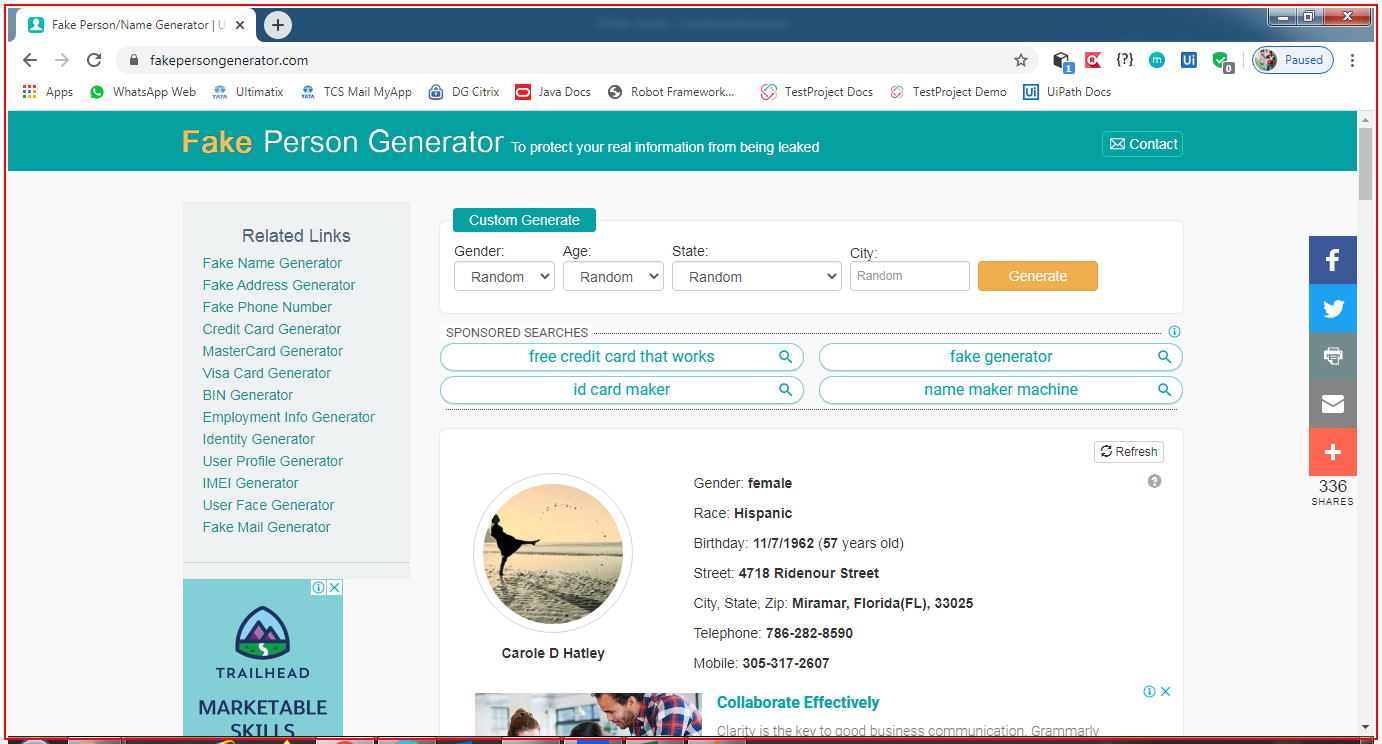 Fake Person/Name Generator | U
fakepersongenerator.com
1
{?}
m
Ui
0
Paused
Apps
WhatsApp Web
TATA
Ultimatix
TATA
TCS Mail MyApp
DG Citrix
Java Docs
Robot Framework...
TestProject Docs
TestProject Demo
Ui
UiPath Docs
Fake Person Generator To protect your real information from being leaked
Contact
Related Links
Fake Name Generator
Fake Address Generator
Fake Phone Number
Credit Card Generator
MasterCard Generator
Visa Card Generator
BIN Generator
Employment Info Generator
Identity Generator
User Profile Generator
IMEI Generator
User Face Generator
Fake Mail Generator
TRAILHEAD
MARKETABLE
SKILLS
Custom Generate
Gender: Age: State: City:
Random Random Random Random Generate
SPONSORED SEARCHES
free credit card that works
fake generator
id card maker
name maker machine
Refresh
Gender: female
Race: Hispanic
Birthday: 11/7/1962 (57 years old)
Street: 4718 Ridenour Street
City, State, Zip: Miramar, Florida(FL), 33025
Telephone: 786-282-8590
Mobile: 305-317-2607
Carole D Hatley
Collaborate Effectively
Clarity is the key to good business communication. Grammarly
336
SHARES